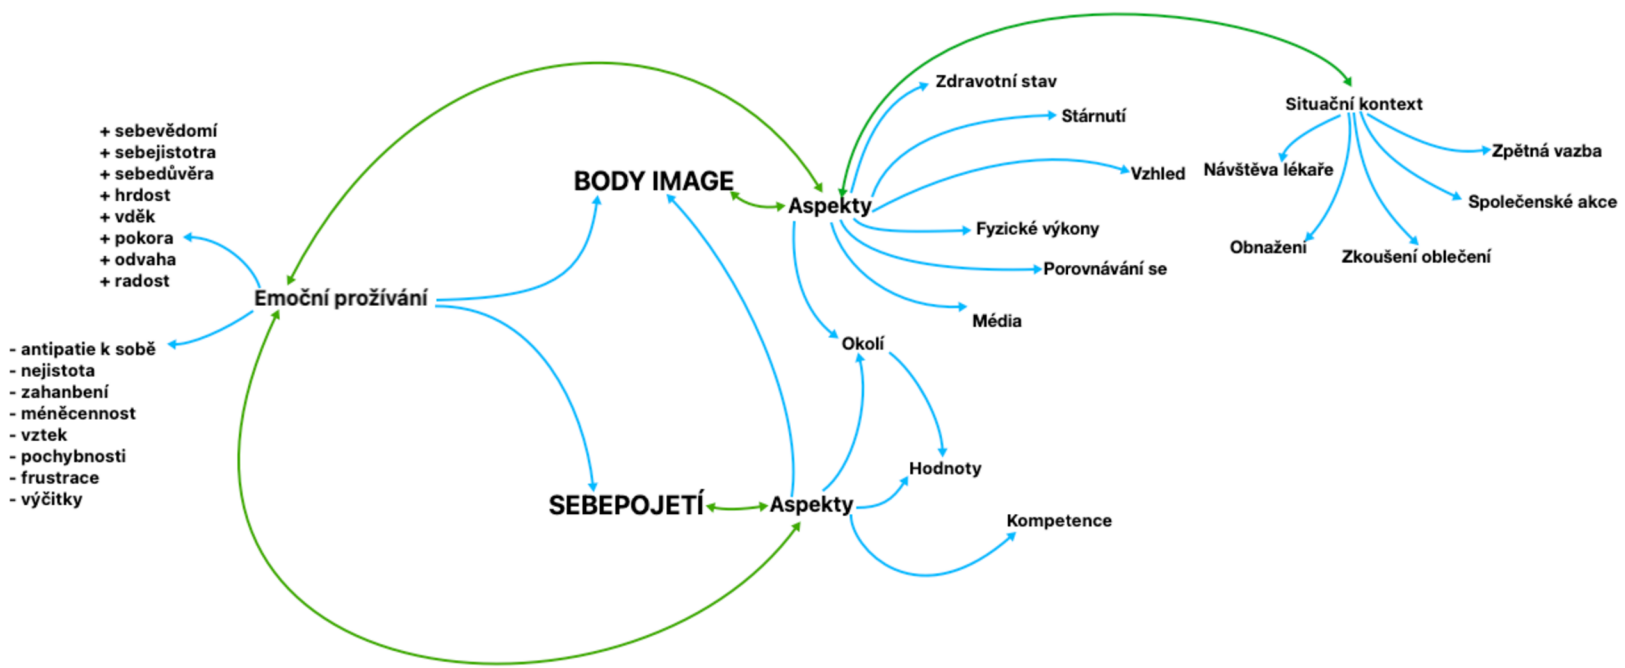 + sebevědomí
+ sebejistotra
+ sebedůvěra
+ hrdost
+ vděk
+ pokora
+ odvaha
+ radost
Emoční prožívání
- antipatie k sobě
- nejistota
- zahanbení
- méněcennost
- vztek
- pochybnosti
- frustrace
- výčitky
BODY IMAGE
Aspekty
Zdravotní stav
Stárnutí
Vzhled
Fyzické výkony
Porovnávání se
Média
Okolí
Situační kontext
Návštěva lékaře
Obnažení
Zkoušení oblečení
Společenské akce
Zpětná vazba
SEBEPOJETÍ
Aspekty
Hodnoty
Kompetence